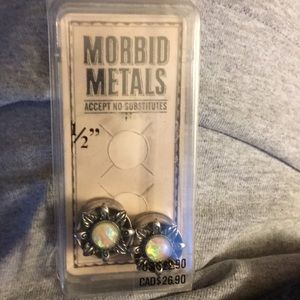 MORBID
METALS
ACCEPT NO SUBSTITUTES
1/2"
CAD$26.90